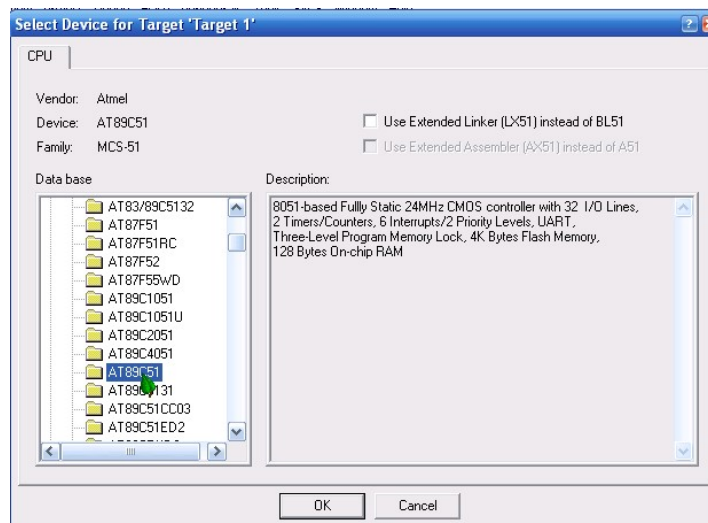 Select Device for Target 'Target 1'
CPU
Vendor: Atmel
Device: AT89C51
Use Extended Linker (LX51) instead of BL51
Family: MCS-51
Use Extended Assembler (AX51) instead of A51
Data base
Description:
AT83/89C5132
AT87F51
AT87F51RC
AT87F52
AT87F55WD
AT89C1051
AT89C1051U
AT89C2051
AT89C4051
AT89C51
AT89C51CC03
AT89C51ED2
8051-based Fullly Static 24MHz CMOS controller with 32 I/O Lines,
2 Timers/Counters, 6 Interrupts/2 Priority Levels, UART,
Three-Level Program Memory Lock, 4K Bytes Flash Memory,
128 Bytes On-chip RAM
OK
Cancel